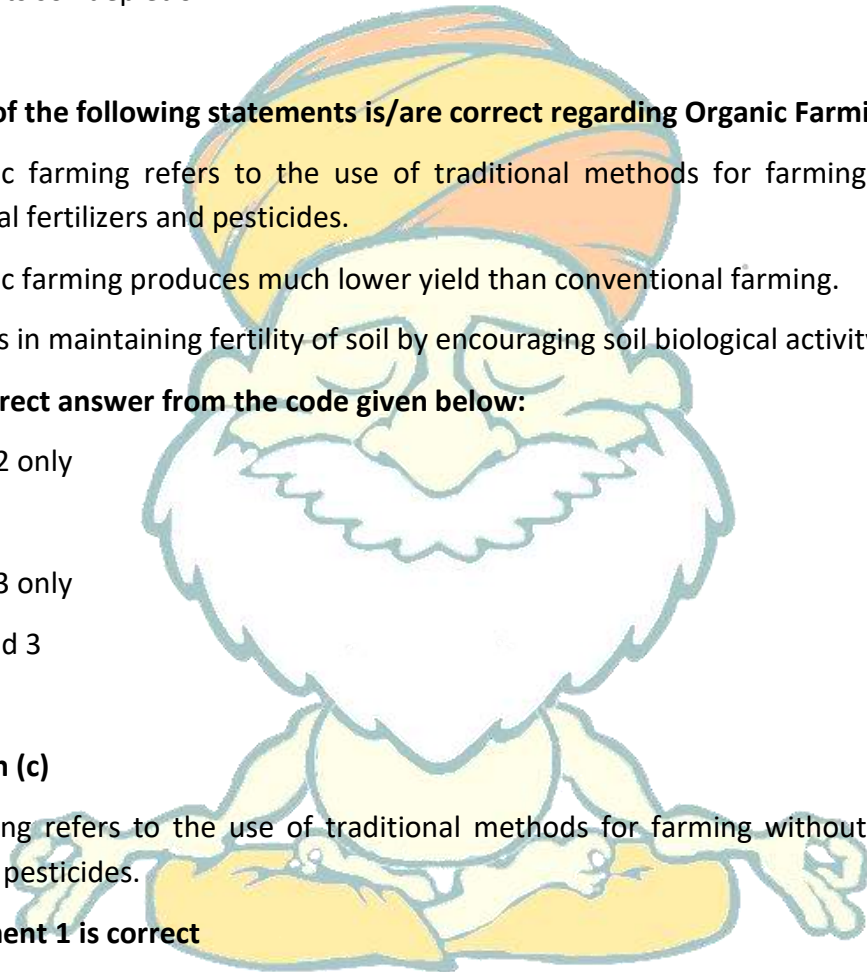 of the following statements is/are correct regarding Organic Farmi
c farming refers to the use of traditional methods for farming
al fertilizers and pesticides.
c farming produces much lower yield than conventional farming.
s in maintaining fertility of soil by encouraging soil biological activity
rect answer from the code given below:
2 only
3 only
d 3
n (c)
ng refers to the use of traditional methods for farming without
pesticides.
ment 1 is correct